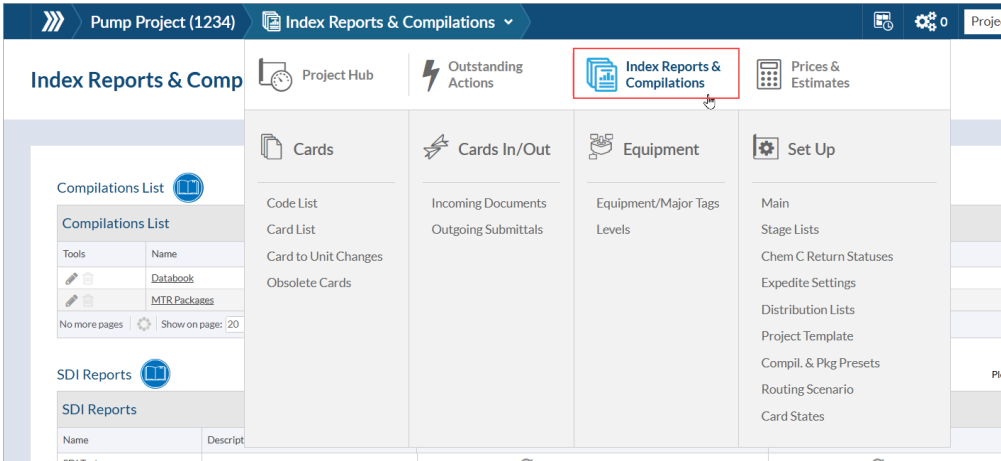 Pump Project (1234)
Index Reports & Compilations
0
Project Hub
Outstanding
Actions
Index Reports &
Compilations
Prices &
Estimates
Index Reports & Comp
Cards
Cards In/Out
Equipment
Set Up
Code List
Card List
Card to Unit Changes
Obsolete Cards
Incoming Documents
Outgoing Submittals
Equipment/Major Tags
Levels
Main
Stage Lists
Chem C Return Statuses
Expedite Settings
Distribution Lists
Project Template
Compil. & Pkg Presets
Routing Scenario
Card States
Compilations List
Compilations List
Tools Name
Databook
MTR Packages
No more pages Show on page: 20
SDI Reports
SDI Reports
Name Descript